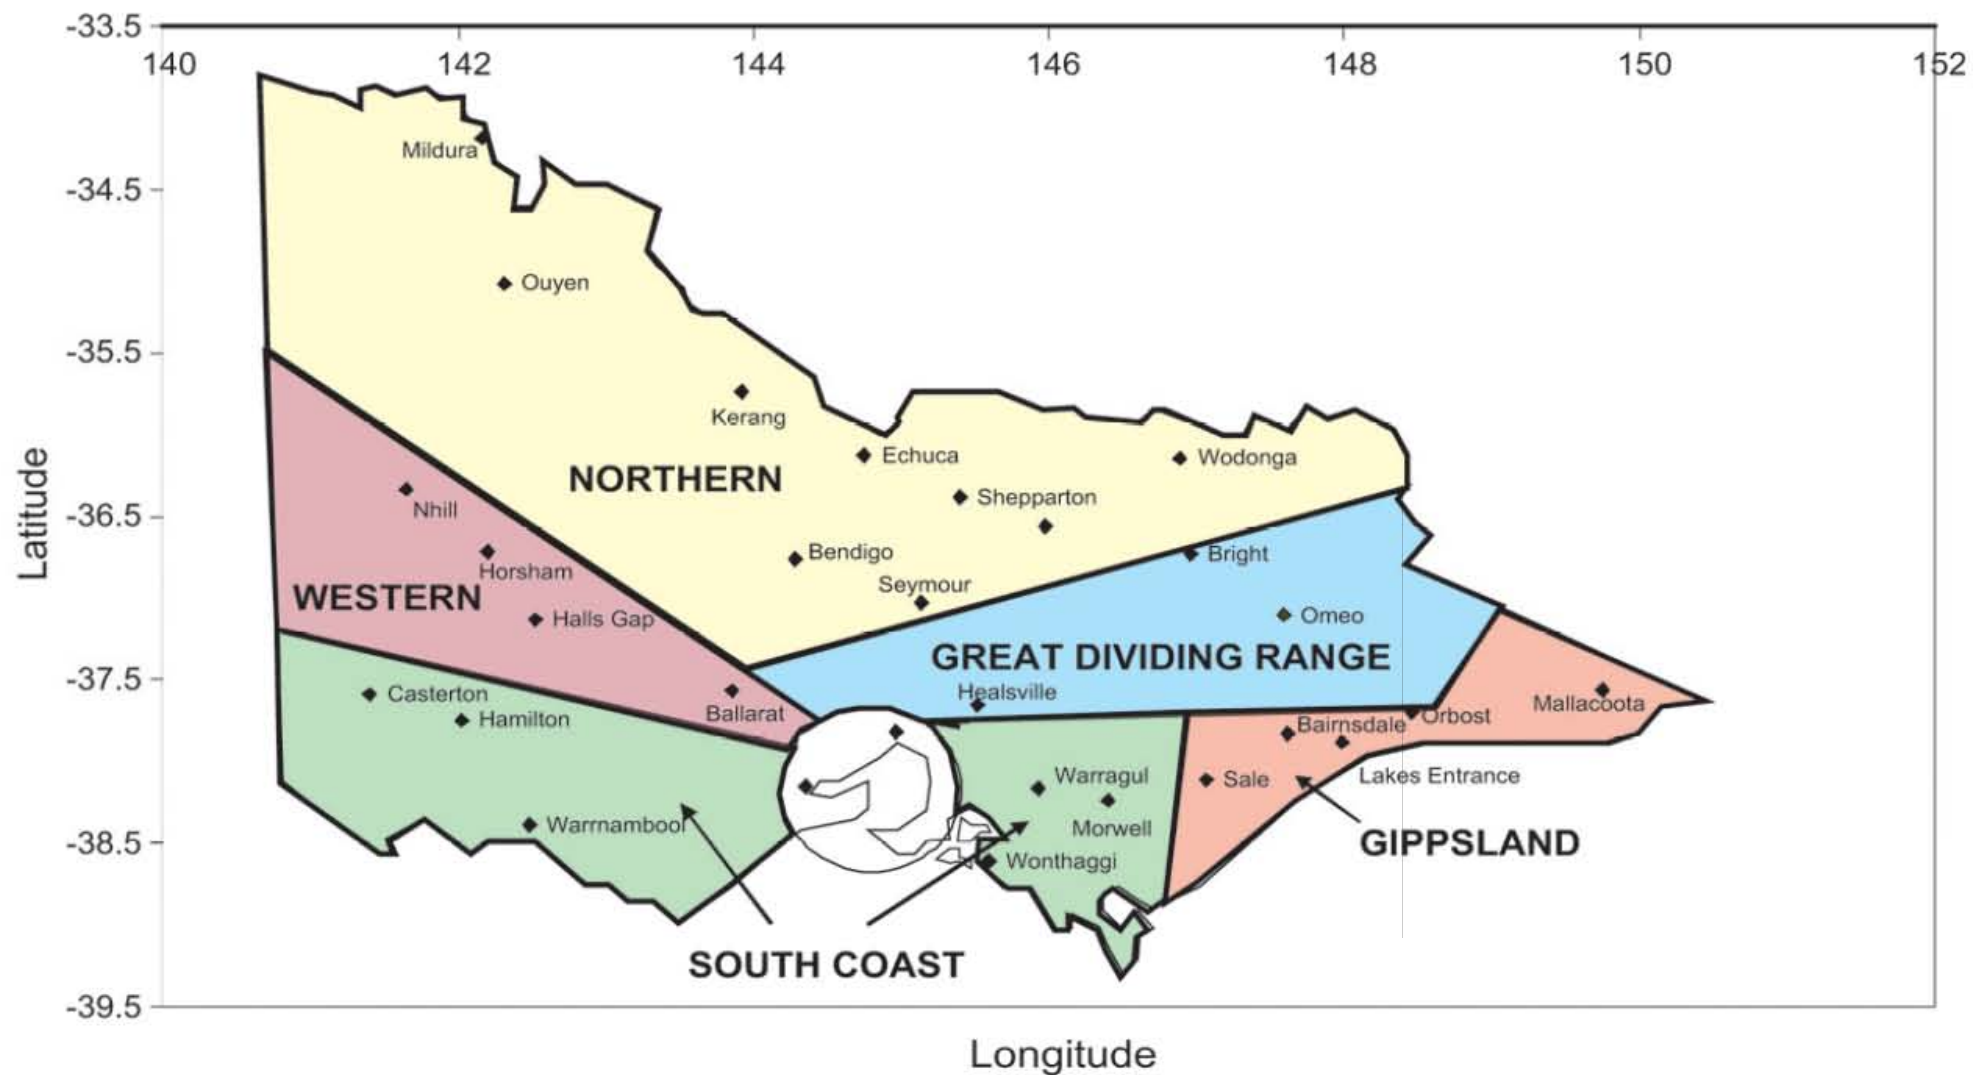 -33.5
140
142
144
146
148
150
152
Mildura
-34.5
Ouyen
-35.5
Kerang
Echuca
Wodonga
NORTHERN
Shepparton
Nhill
-36.5
Bendigo
Bright
Horsham
Seymour
WESTERN
Halls Gap
Omeo
GREAT DIVIDING RANGE
-37.5
Healsville
Casterton
Mallacoota
Ballarat
Hamilton
Orbost
Bairnsdale
Warragul
Sale
Lakes Entrance
Warrnambool
Morwell
-38.5
GIPPSLAND
Wonthaggi
SOUTH COAST
-39.5
Latitude
Longitude